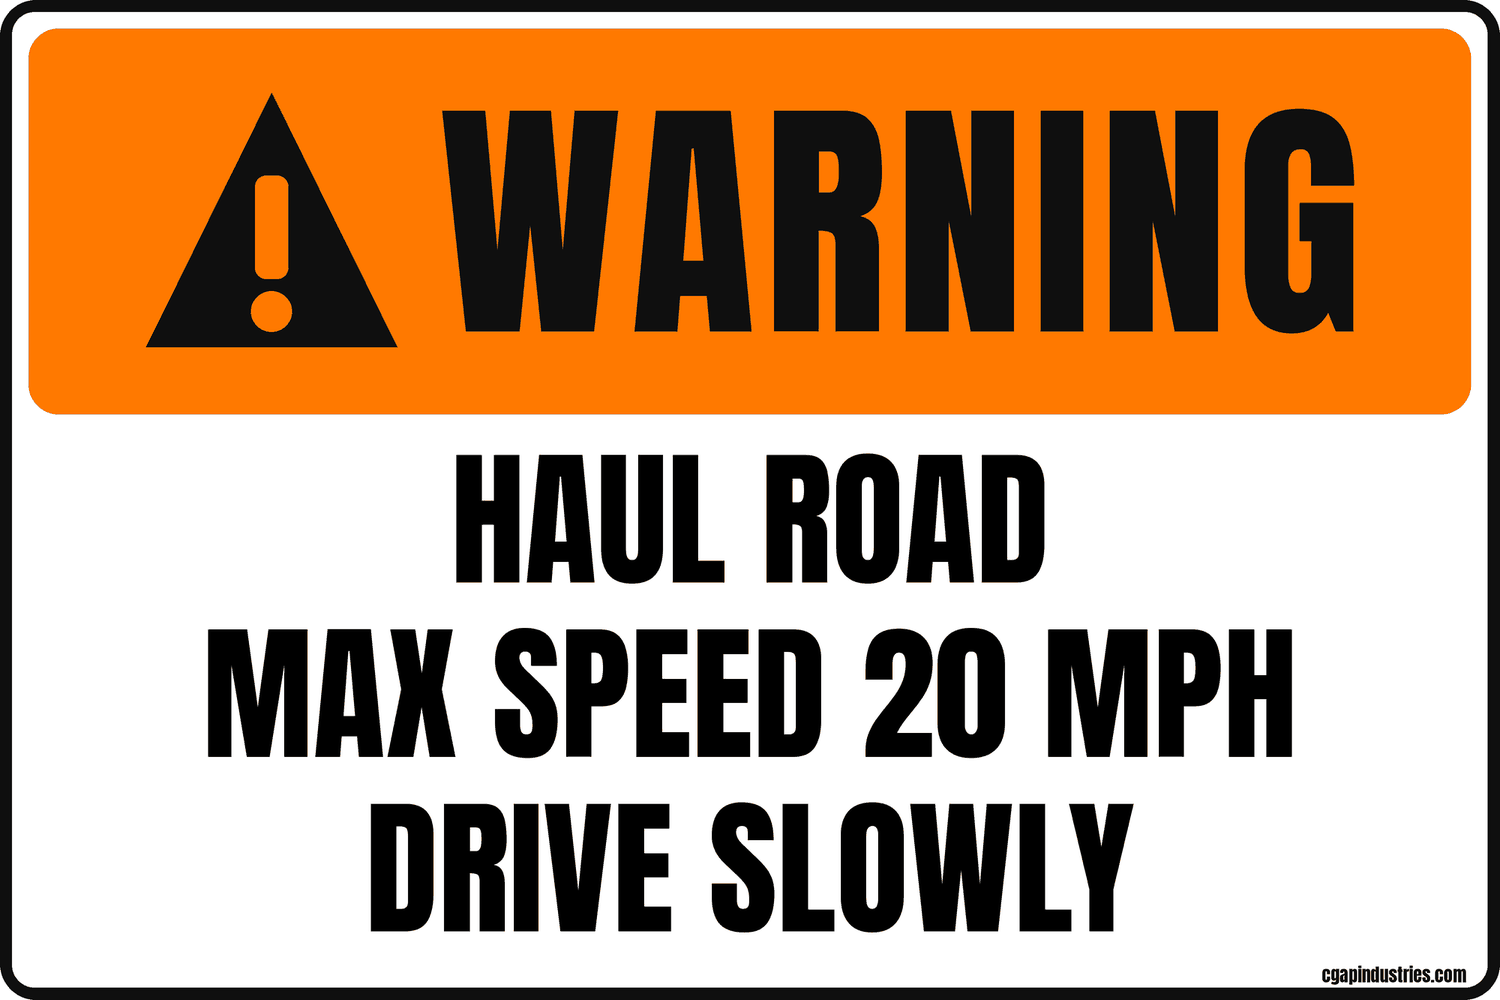 WARNING
HAUL ROAD
MAX SPEED 20 MPH
DRIVE SLOWLY
cgapindustries.com